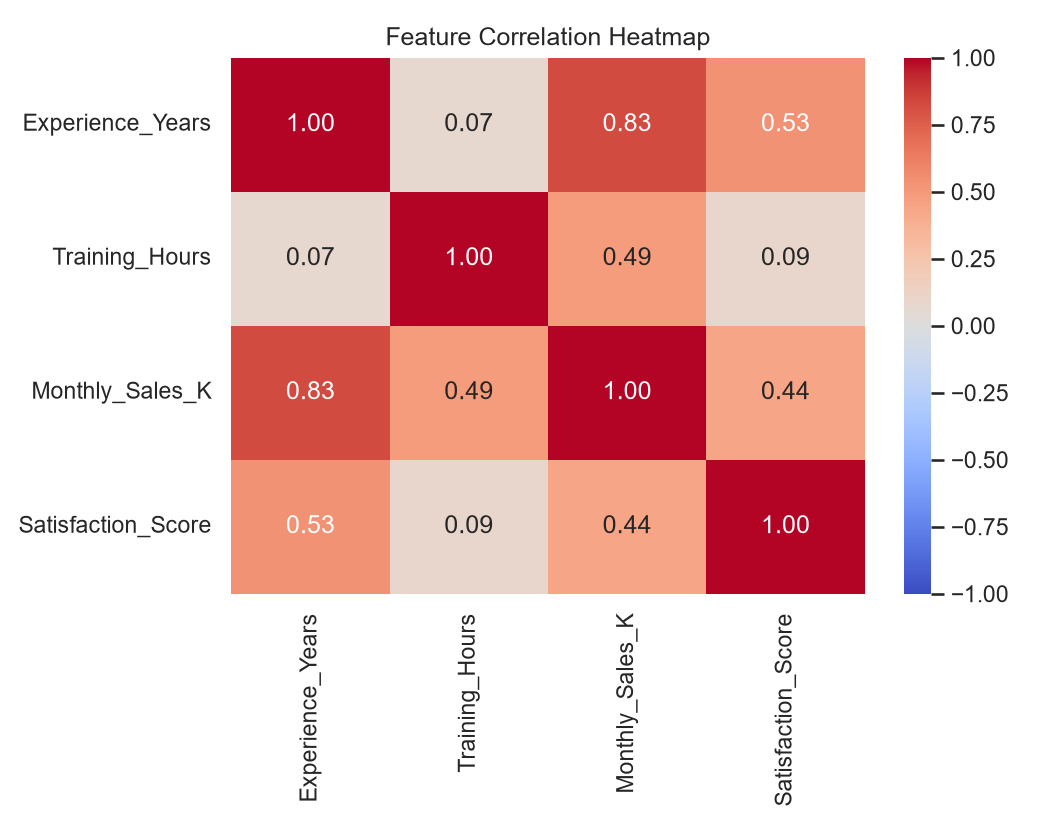 Feature Correlation Heatmap
Experience_Years 1.00 0.07 0.83 0.53
Training_Hours 0.07 1.00 0.49 0.09
Monthly_Sales_K 0.83 0.49 1.00 0.44
Satisfaction_Score 0.53 0.09 0.44 1.00
Experience_Years
Training_Hours
Monthly_Sales_K
Satisfaction_Score
1.00
0.75
0.50
0.25
0.00
−0.25
−0.50
−0.75
−1.00